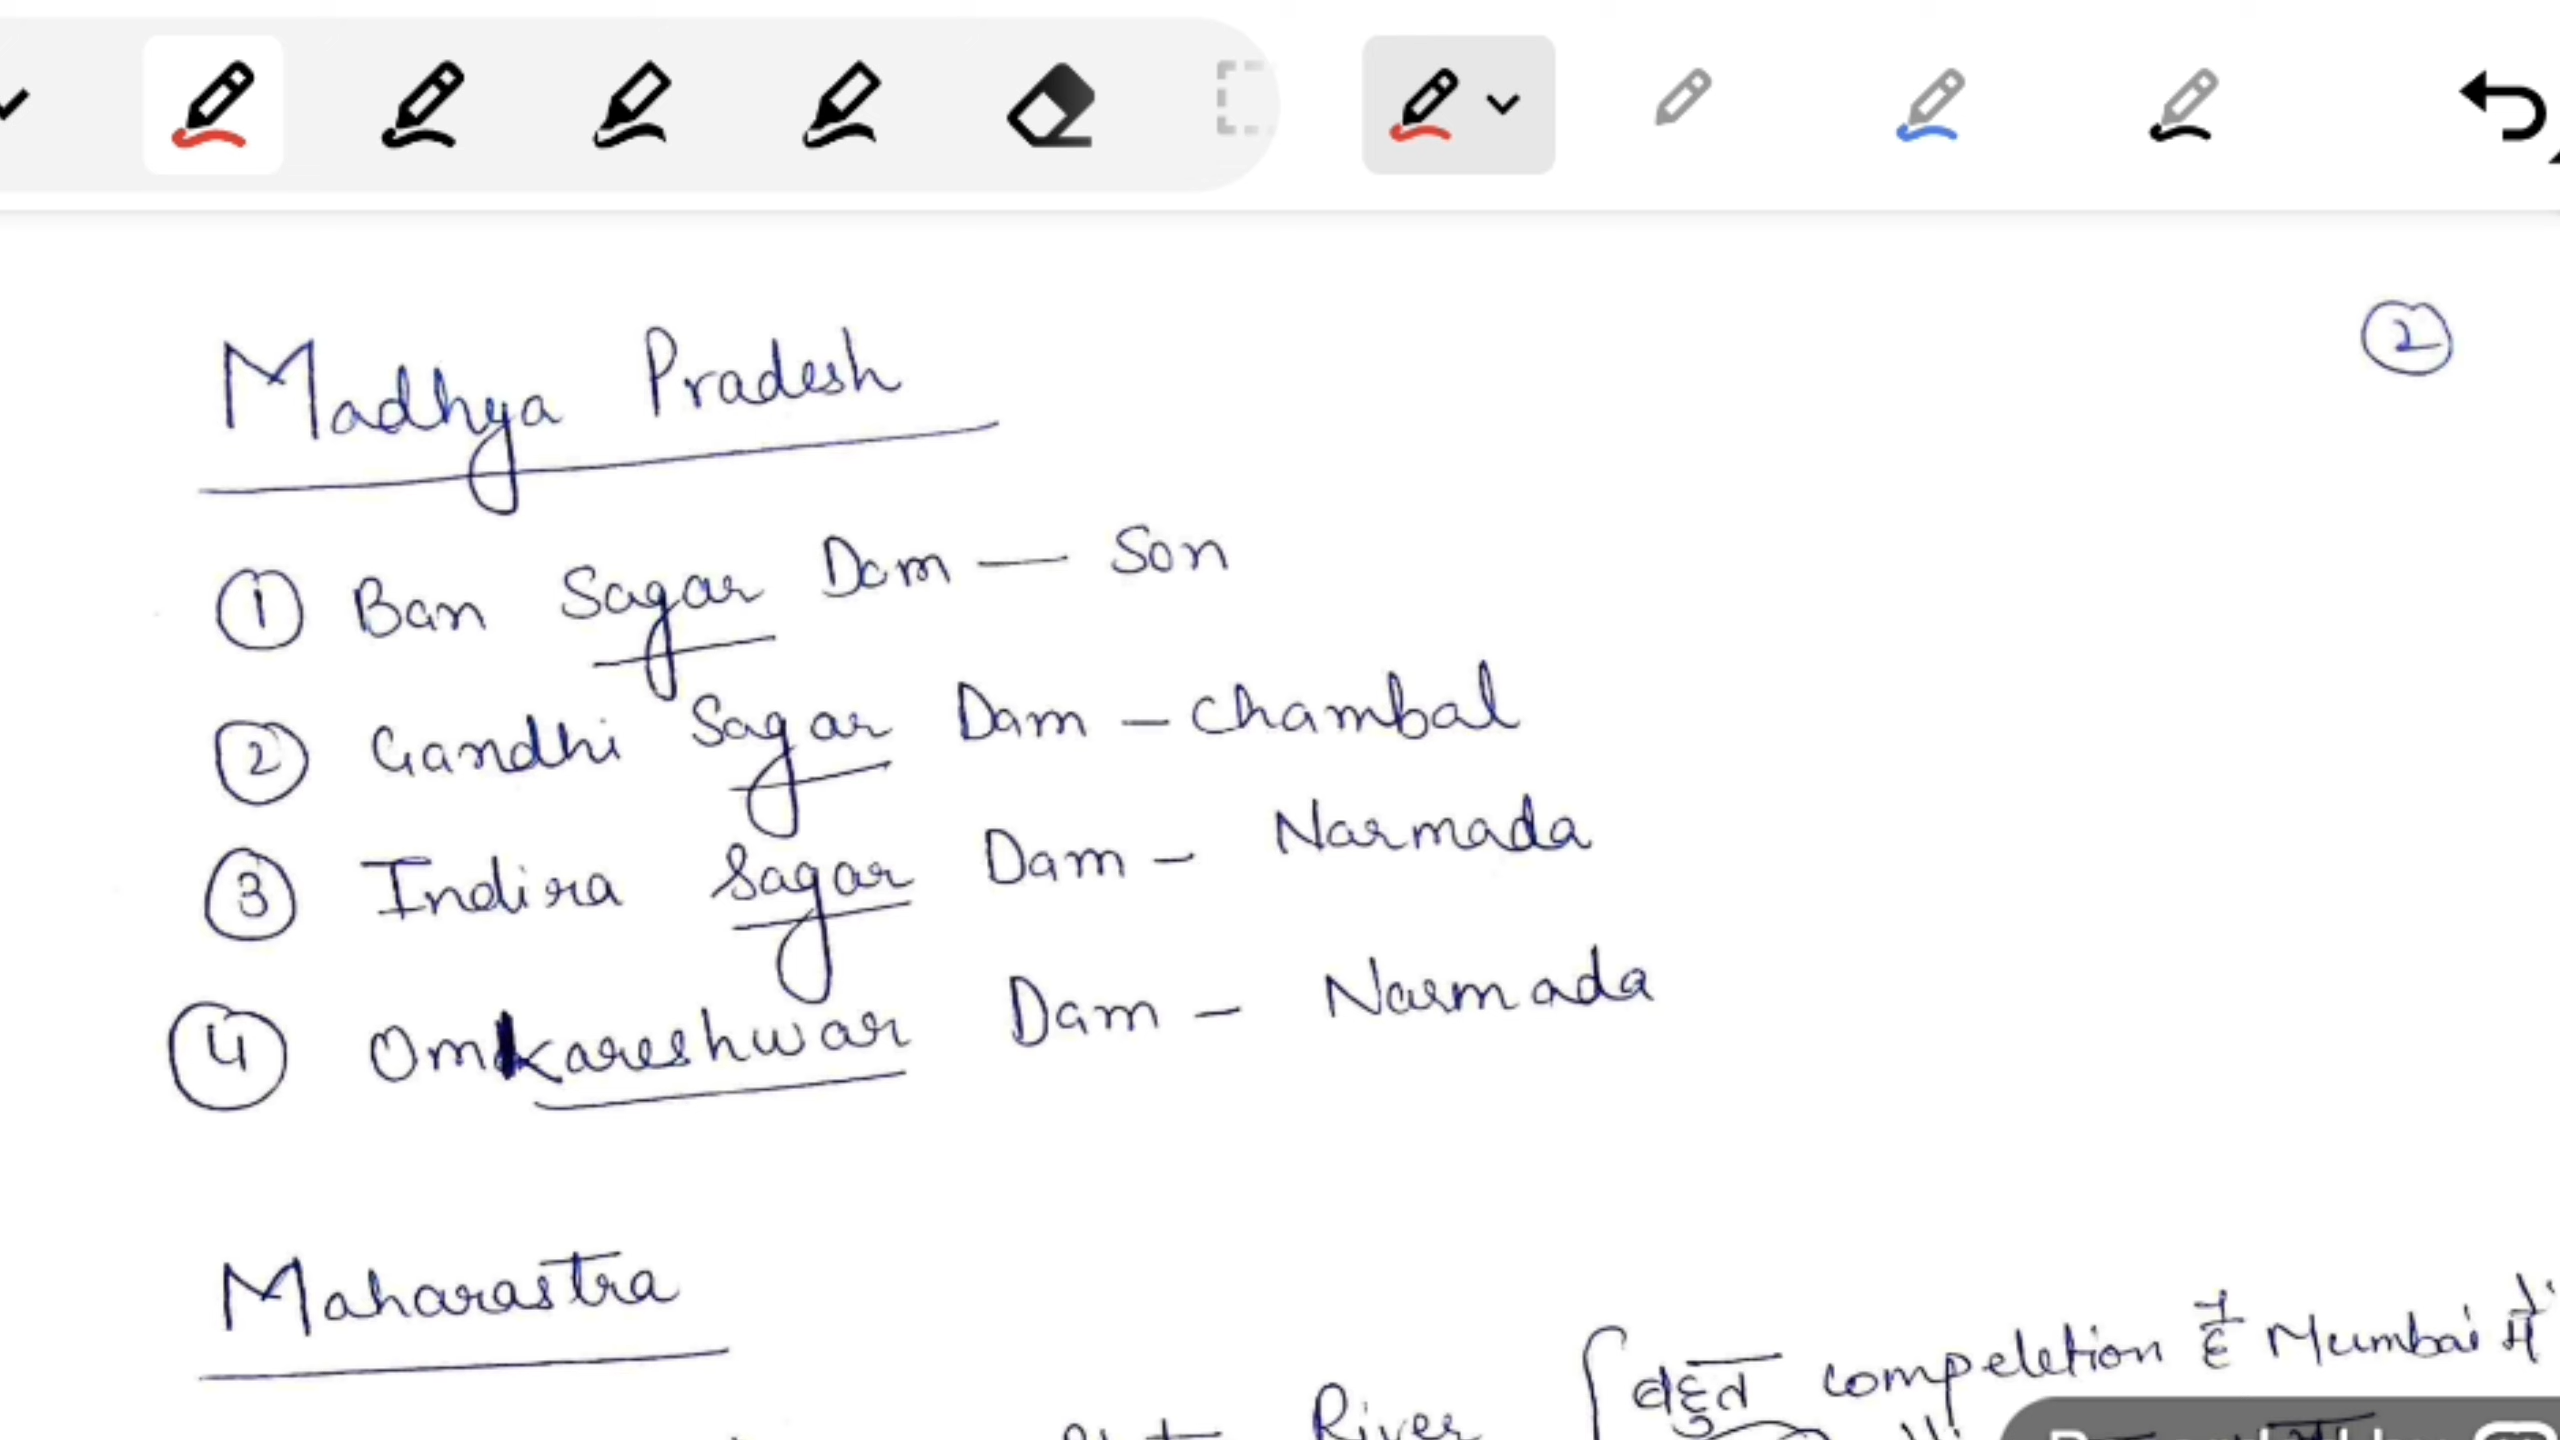 ②
Madhya Pradesh
① Ban Sagar Dam — Son
② Gandhi Sagar Dam - Chambal
③ Indira Sagar Dam - Narmada
④ Omkareshwar Dam - Narmada
Maharastra
River बहुत compeletion है Mumbai में